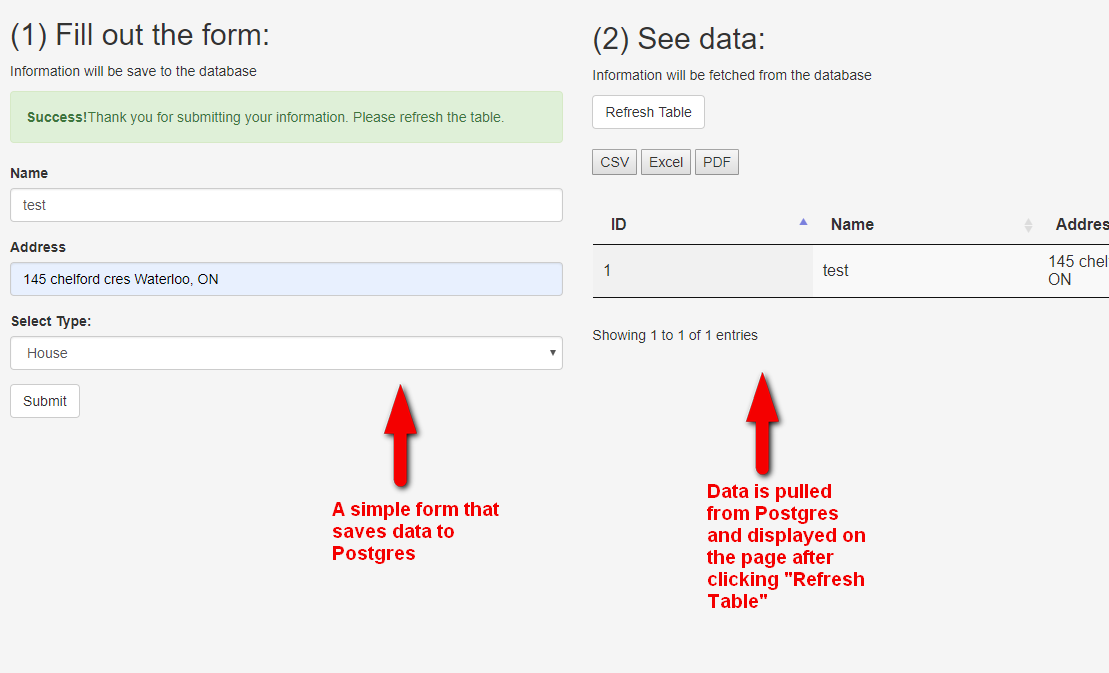 (1) Fill out the form:
Information will be save to the database
Success!Thank you for submitting your information. Please refresh the table.
Name
test
Address
145 chelford cres Waterloo, ON
Select Type:
House
Submit
A simple form that
saves data to
Postgres
(2) See data:
Information will be fetched from the database
Refresh Table
CSV Excel PDF
ID Name Addres
1 test 145 chel
ON
Showing 1 to 1 of 1 entries
Data is pulled
from Postgres
and displayed on
the page after
clicking "Refresh
Table"